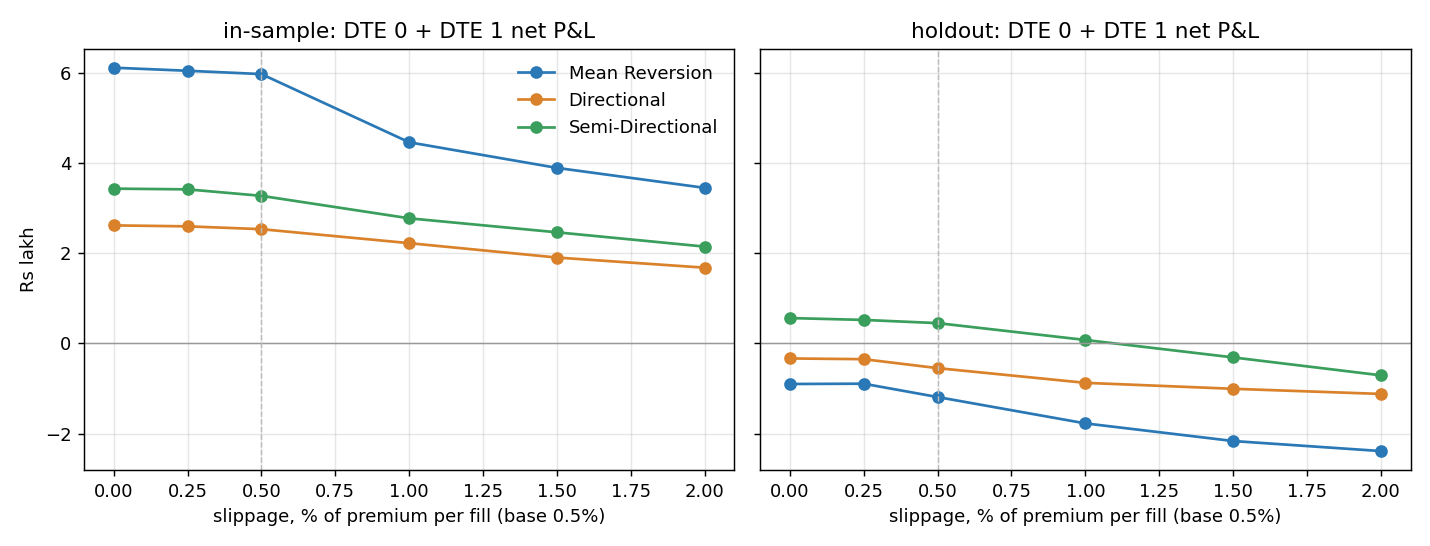 in-sample: DTE 0 + DTE 1 net P&L
Rs lakh
6
4
2
0
−2
Mean Reversion
Directional
Semi-Directional
0.00 0.25 0.50 0.75 1.00 1.25 1.50 1.75 2.00
slippage, % of premium per fill (base 0.5%)
holdout: DTE 0 + DTE 1 net P&L
0.00 0.25 0.50 0.75 1.00 1.25 1.50 1.75 2.00
slippage, % of premium per fill (base 0.5%)